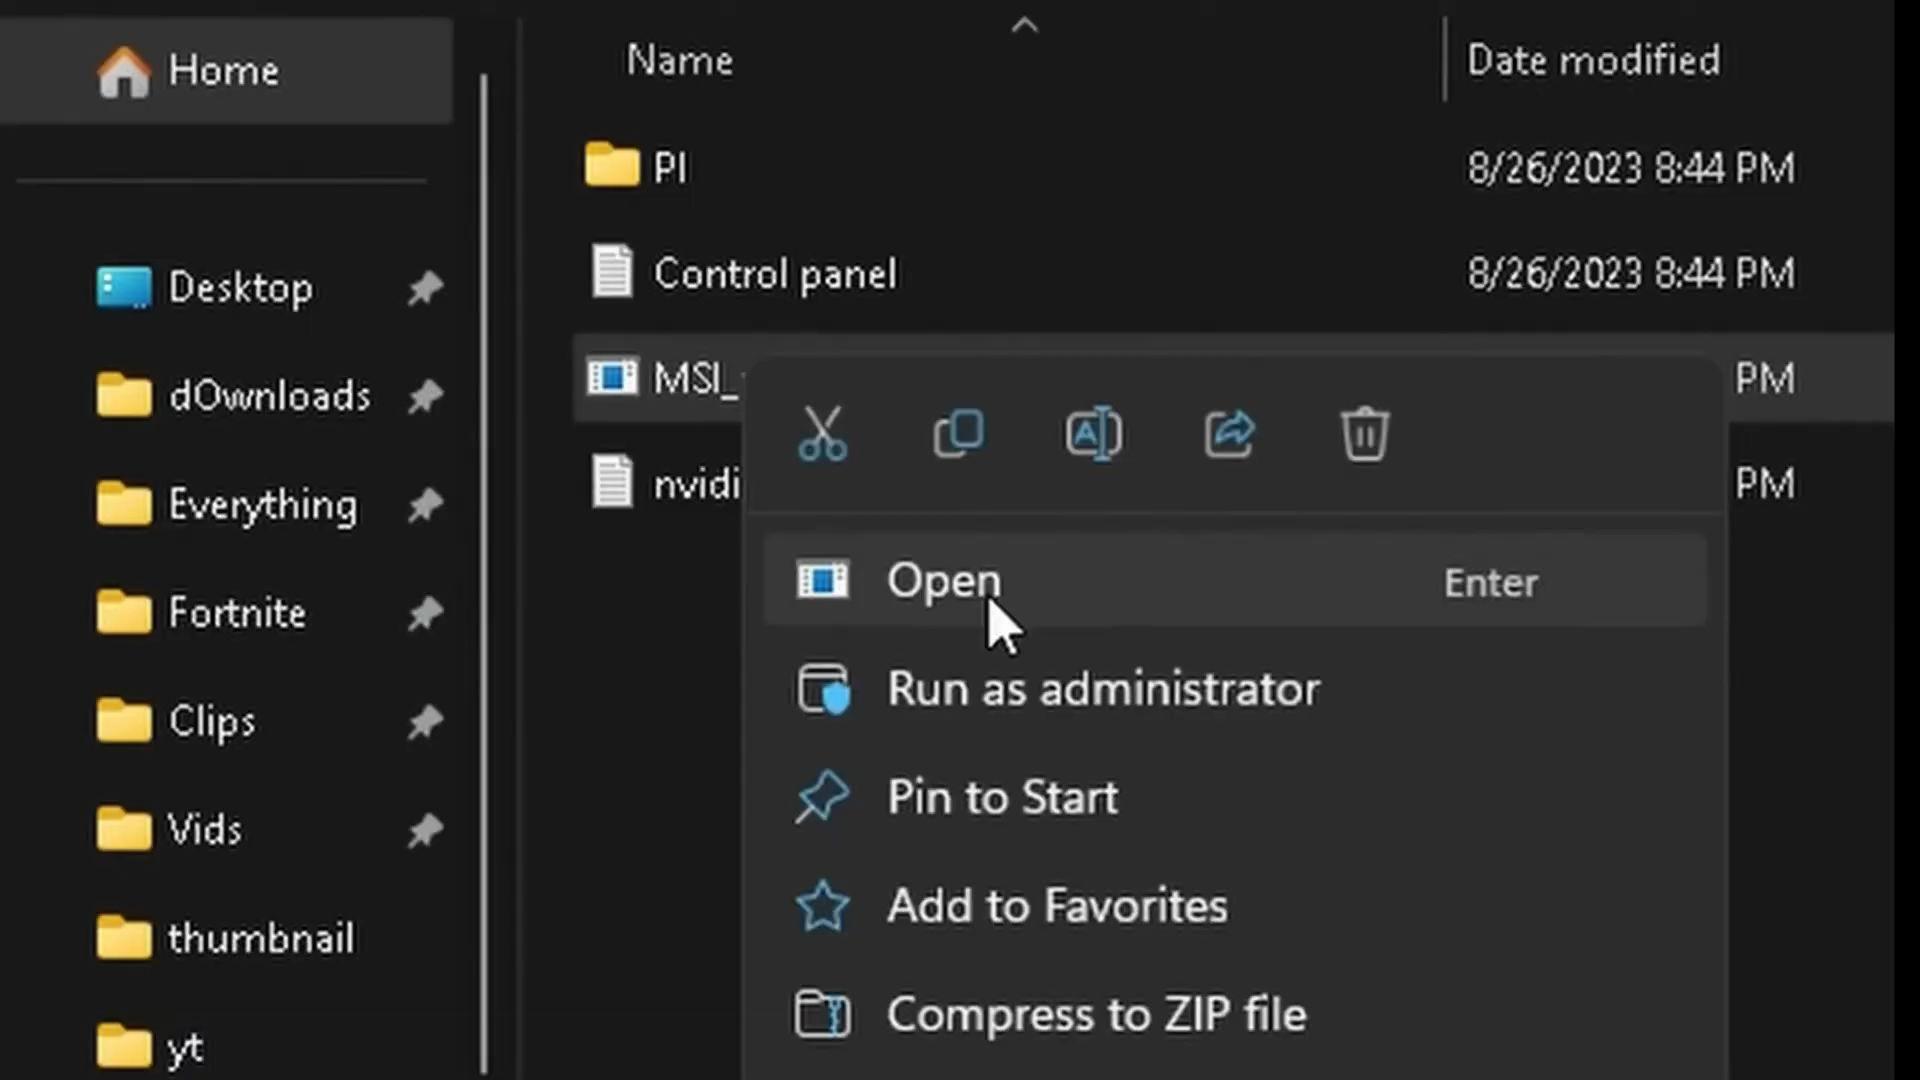 Home
Desktop
dOwnloads
Everything
Fortnite
Clips
Vids
thumbnail
yt
Name
Date modified
PI
8/26/2023 8:44 PM
Control panel
8/26/2023 8:44 PM
MSI_
PM
nvidi
PM
Open
Enter
Run as administrator
Pin to Start
Add to Favorites
Compress to ZIP file